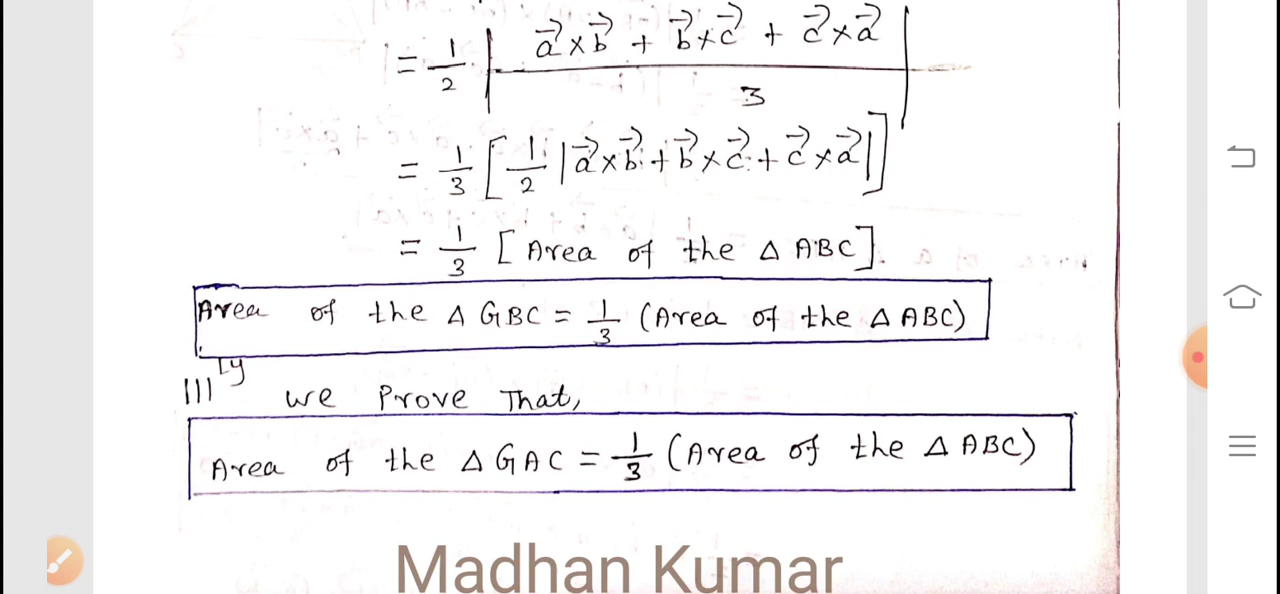 = 1/2 | (a⃗ × b⃗ + b⃗ × c⃗ + c⃗ × a⃗) / 3 |
= 1/3 [ 1/2 | a⃗ × b⃗ + b⃗ × c⃗ + c⃗ × a⃗ | ]
= 1/3 [ Area of the Δ ABC ].
Area of the Δ GBC = 1/3 (Area of the Δ ABC)
|||ly we Prove That,
Area of the Δ GAC = 1/3 (Area of the Δ ABC)
Madhan Kumar